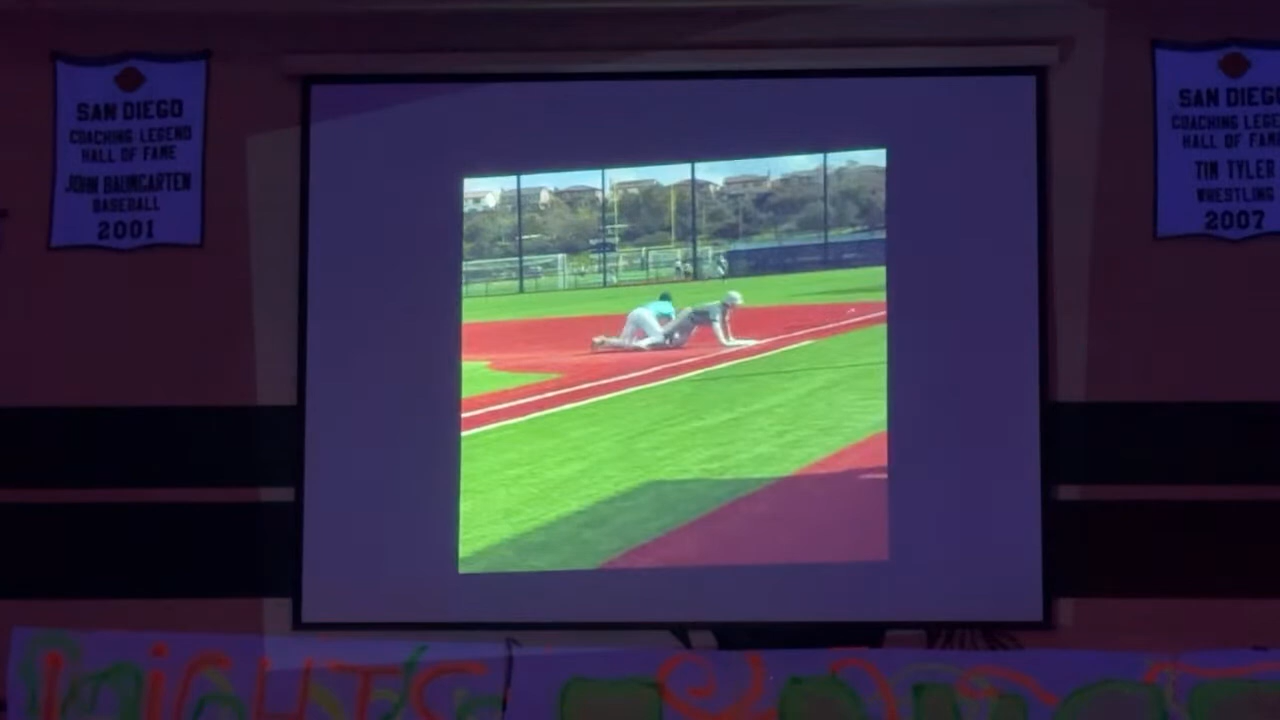 SAN DIEGO
COACHING LEGEND
HALL OF FAME
JOHN BAUMGARTEN
BASEBALL
2001
SAN DIEGO
COACHING LEGE
HALL OF FAM
TIM TYLER
WRESTLING
2007